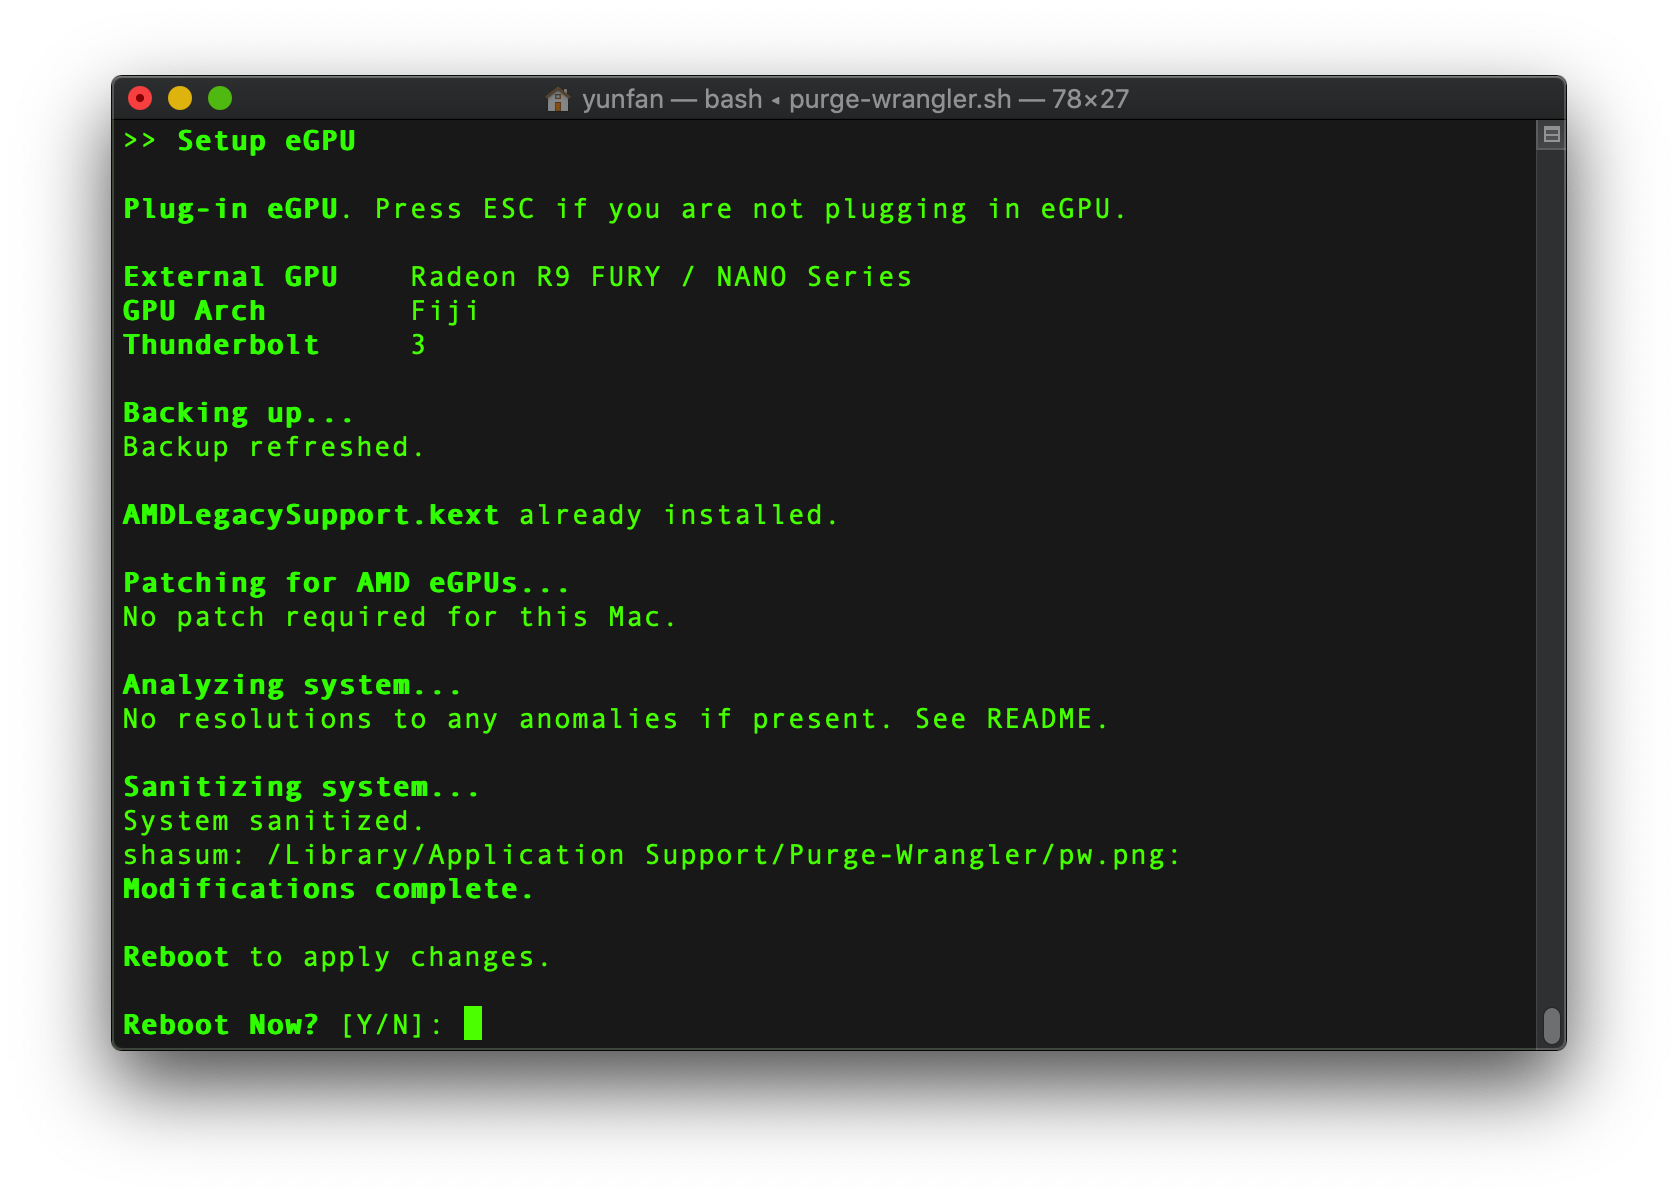 yunfan — bash ◂ purge-wrangler.sh — 78×27
>> Setup eGPU
Plug-in eGPU. Press ESC if you are not plugging in eGPU.
External GPU    Radeon R9 FURY / NANO Series
GPU Arch        Fiji
Thunderbolt     3
Backing up...
Backup refreshed.
AMDLegacySupport.kext already installed.
Patching for AMD eGPUs...
No patch required for this Mac.
Analyzing system...
No resolutions to any anomalies if present. See README.
Sanitizing system...
System sanitized.
shasum: /Library/Application Support/Purge-Wrangler/pw.png:
Modifications complete.
Reboot to apply changes.
Reboot Now? [Y/N]: